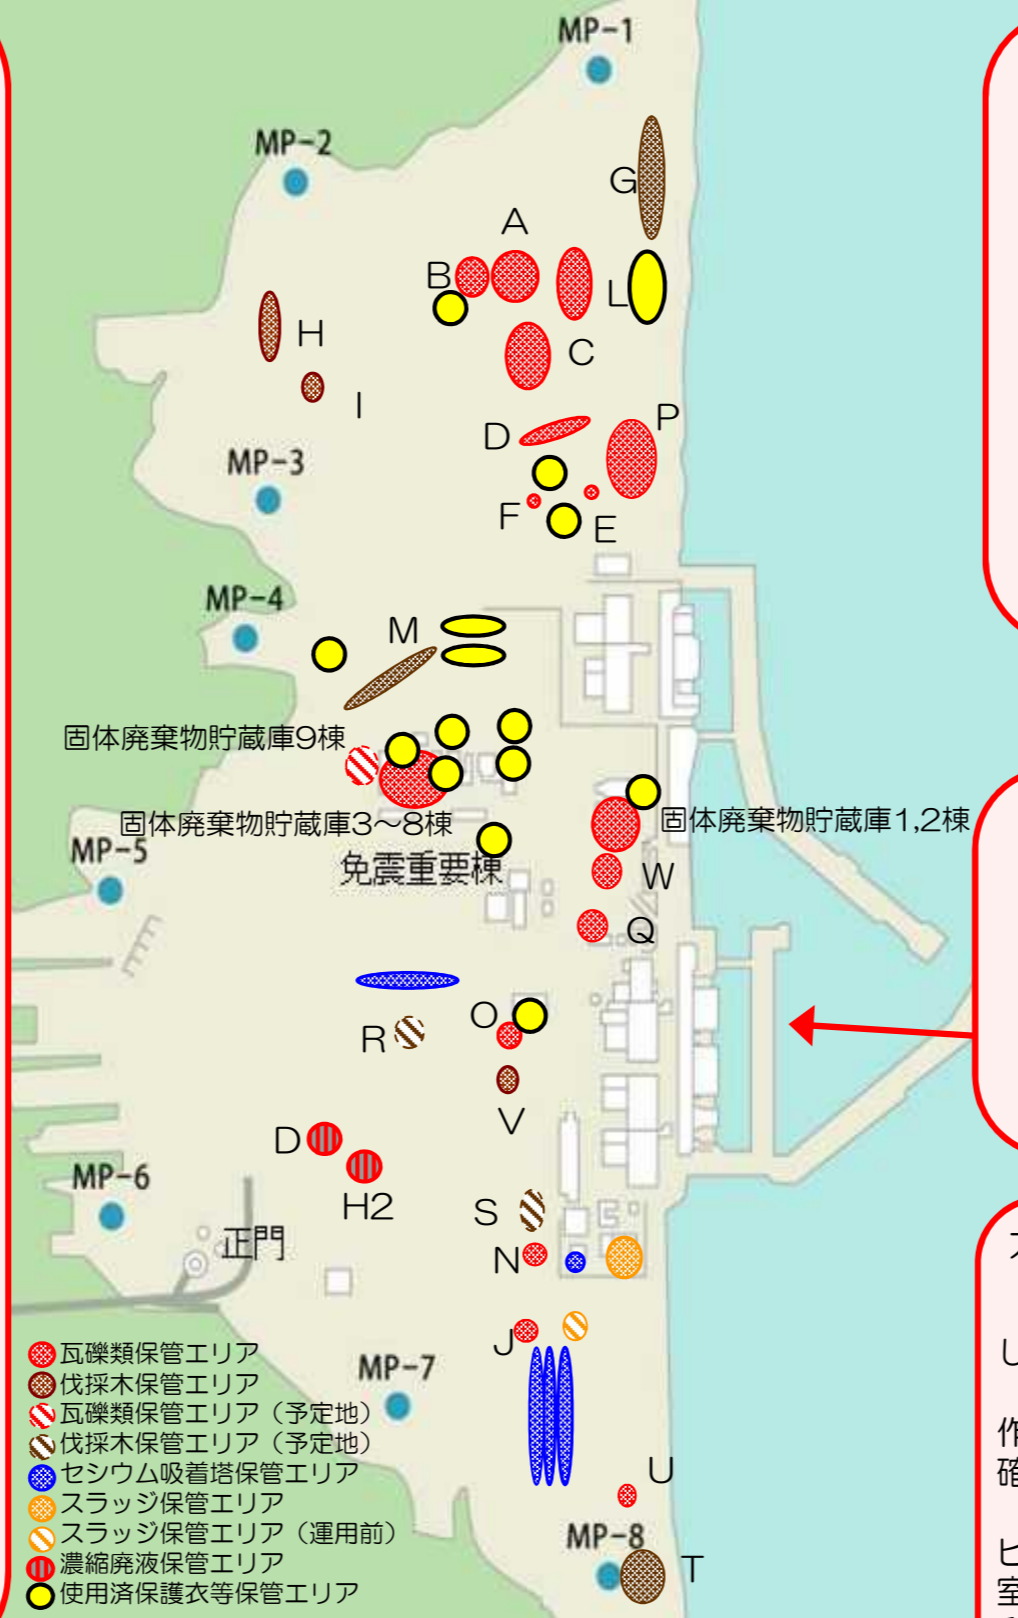 MP-1
MP-2
G
A
B
L
H
C
I
P
D
MP-3
F
E
MP-4
M
固体廃棄物貯蔵庫9棟
固体廃棄物貯蔵庫3～8棟
固体廃棄物貯蔵庫1,2棟
MP-5
免震重要棟
W
Q
O
R
V
D
MP-6
H2
S
正門
N
J
瓦礫類保管エリア
伐採木保管エリア
MP-7
瓦礫類保管エリア（予定地）
伐採木保管エリア（予定地）
セシウム吸着塔保管エリア
U
スラッジ保管エリア
スラッジ保管エリア（運用前）
MP-8
濃縮廃液保管エリア
T
使用済保護衣等保管エリア
し
作
確
ピ
室